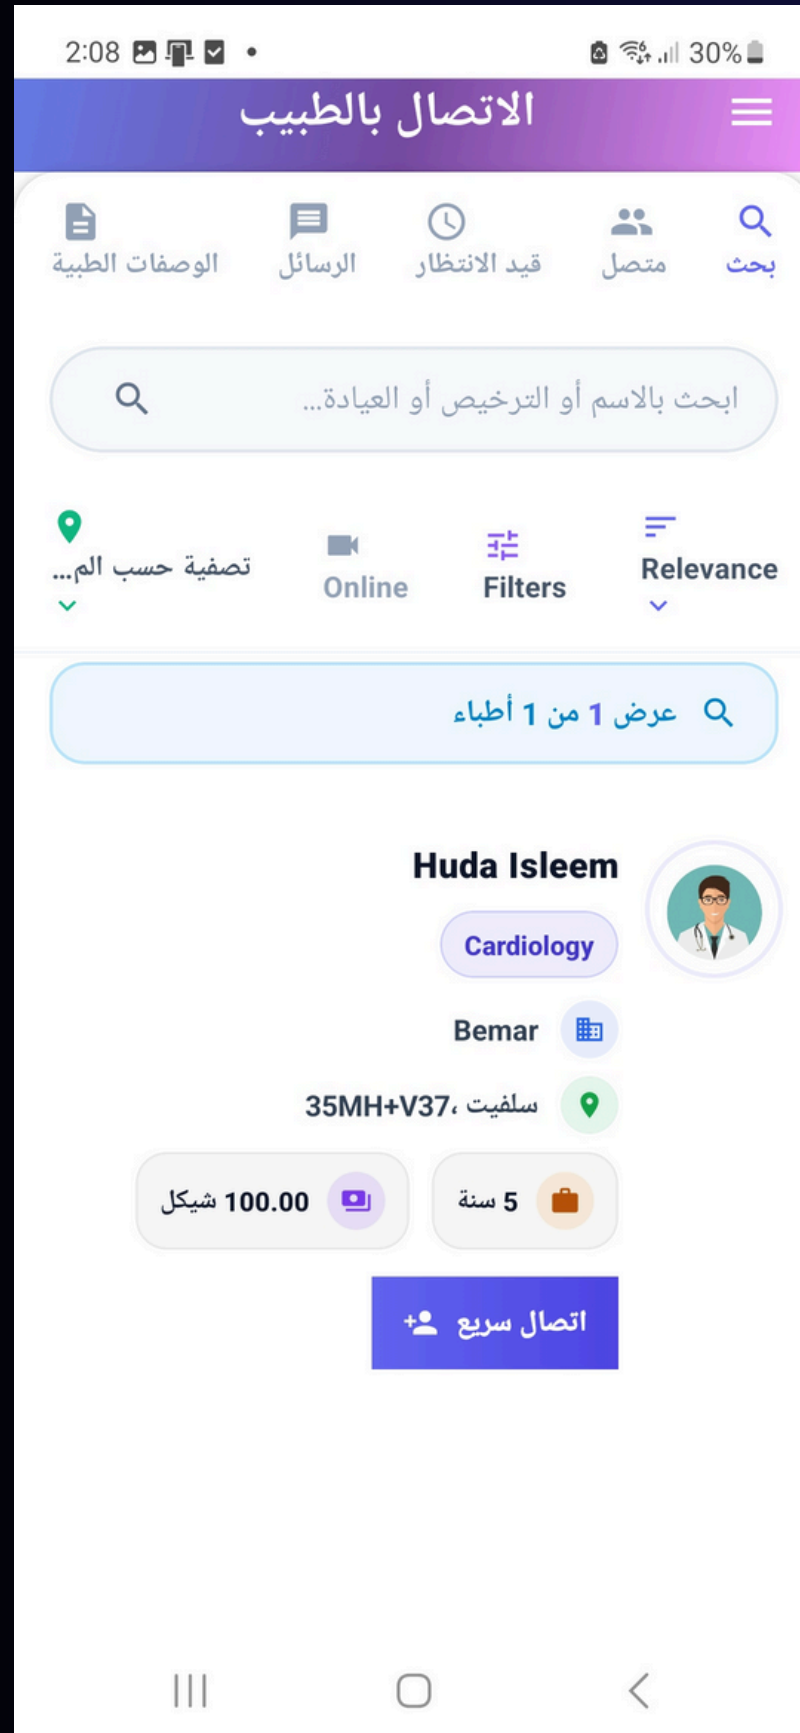 2:08
30%
الاتصال بالطبيب
بحث
متصل
قيد الانتظار
الرسائل
الوصفات الطبية
ابحث بالاسم أو الترخيص أو العيادة...
Relevance
Filters
Online
تصفية حسب الم...
عرض 1 من 1 أطباء
Huda Isleem
Cardiology
Bemar
35MH+V37، سلفيت
5 سنة
100.00 شيكل
اتصال سريع